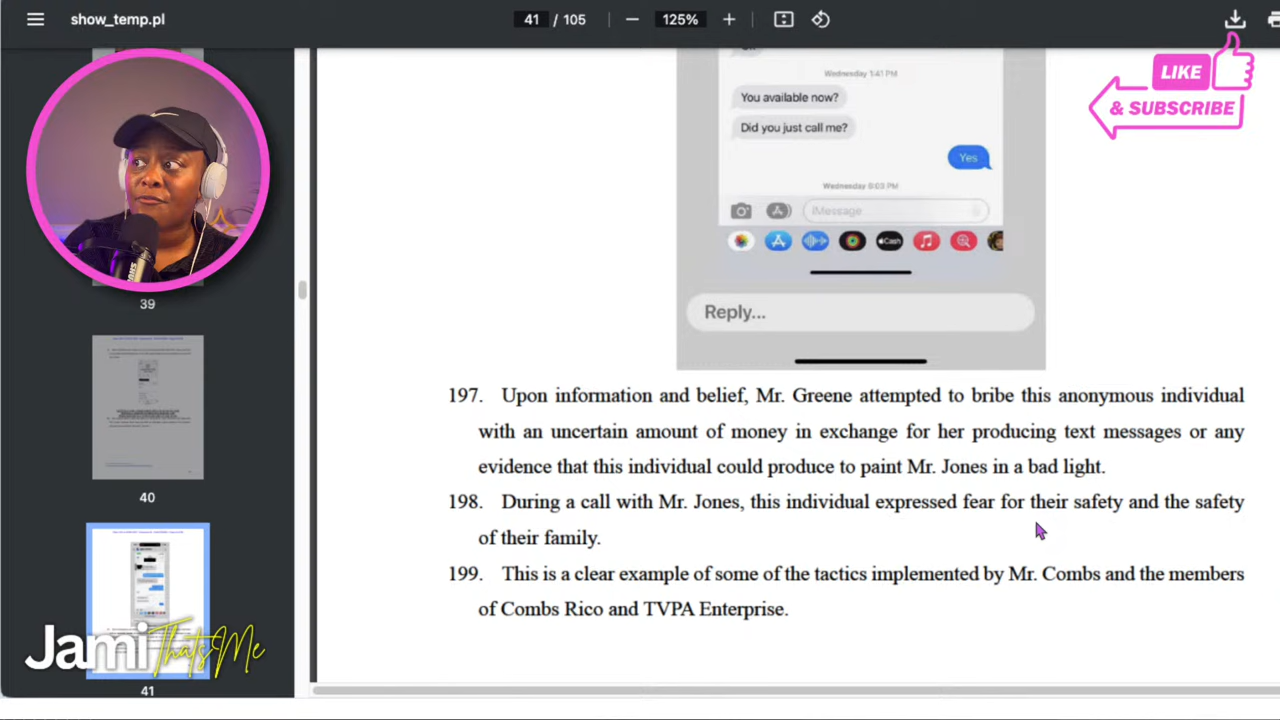 show_temp.pl
41 / 105
125%
LIKE
& SUBSCRIBE
Wednesday 1:41 PM
You available now?
Did you just call me?
Yes
Wednesday 6:03 PM
iMessage
Cash
Reply...
39
197. Upon information and belief, Mr. Greene attempted to bribe this anonymous individual
with an uncertain amount of money in exchange for her producing text messages or any
evidence that this individual could produce to paint Mr. Jones in a bad light.
198. During a call with Mr. Jones, this individual expressed fear for their safety and the safety
of their family.
199. This is a clear example of some of the tactics implemented by Mr. Combs and the members
of Combs Rico and TVPA Enterprise.
40
Jami ThatsMe
41